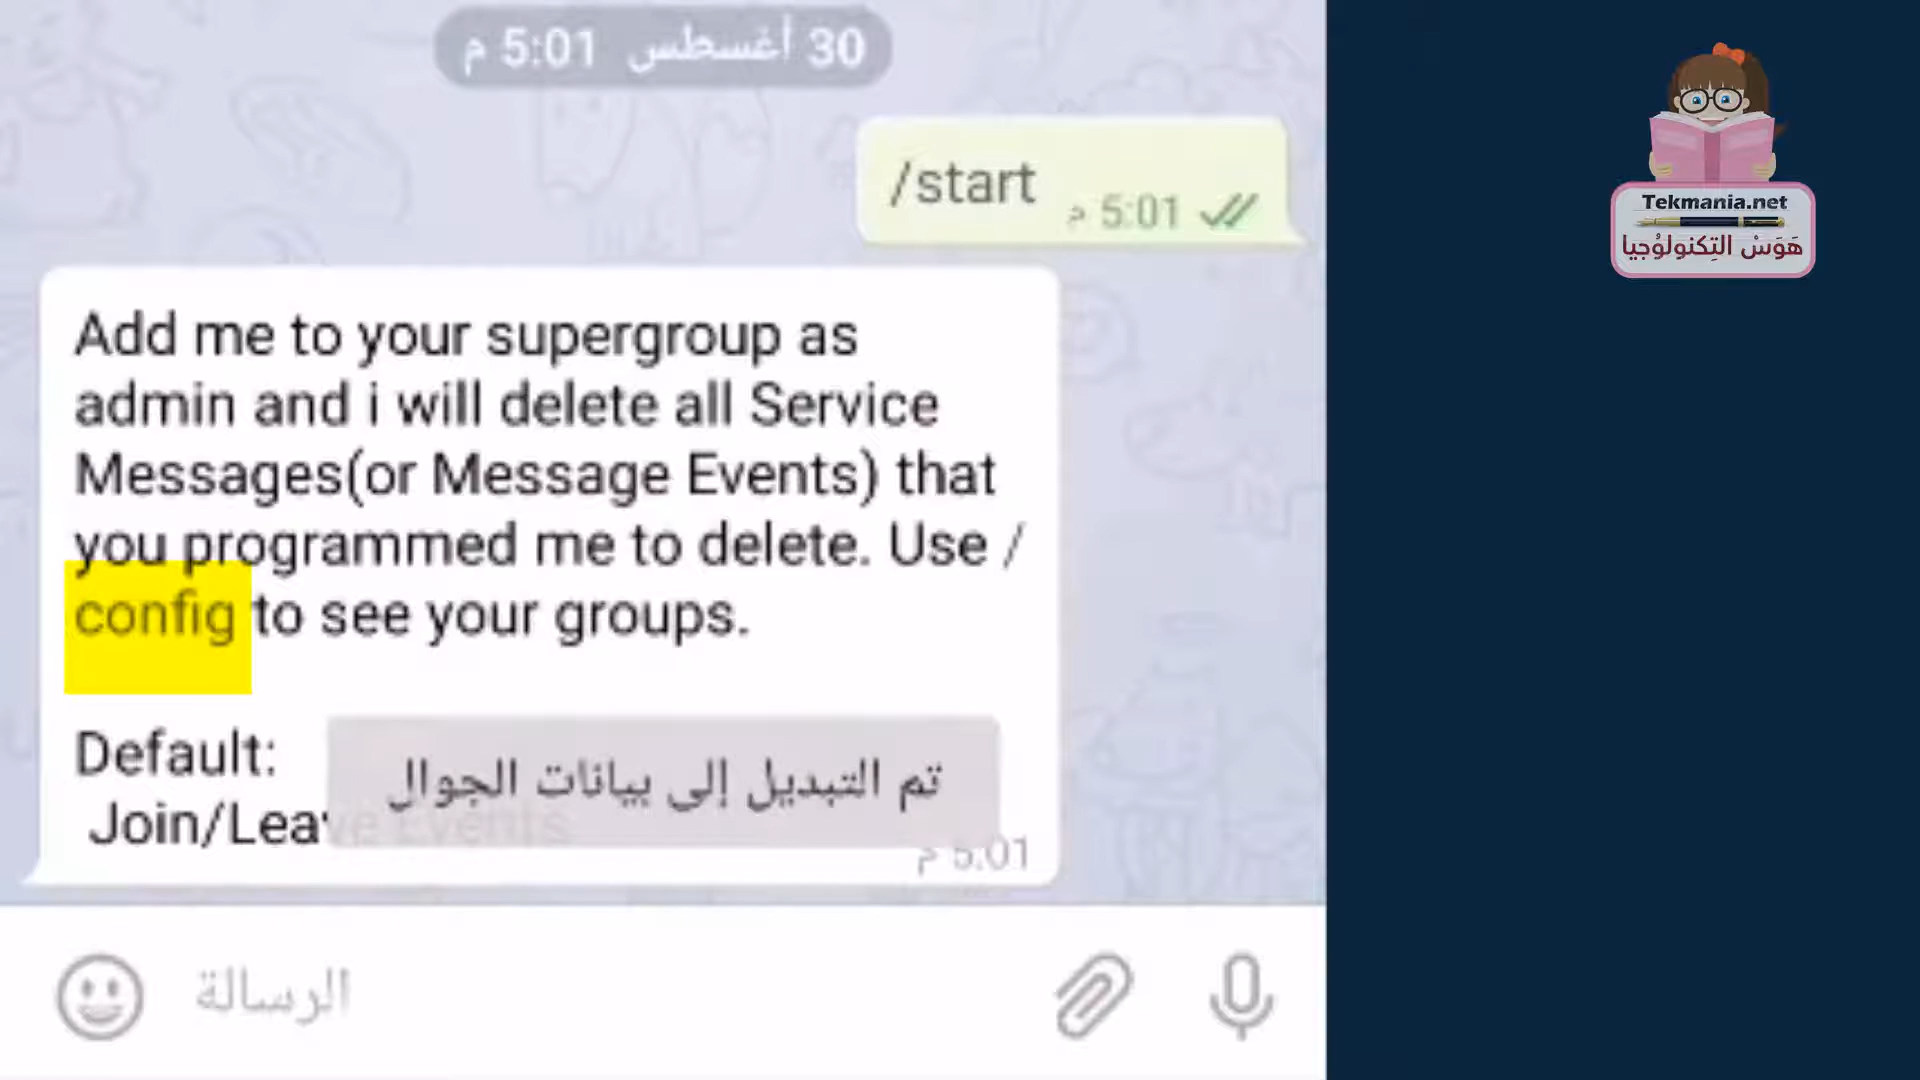 30 أغسطس 5:01 م
/start
5:01 م
Add me to your supergroup as
admin and i will delete all Service
Messages(or Message Events) that
you programmed me to delete. Use /
config to see your groups.
Default:
Join/Leave Events
تم التبديل إلى بيانات الجوال
5:01 م
الرسالة
Tekmania.net
هَوَسْ التِكنولوُجيا